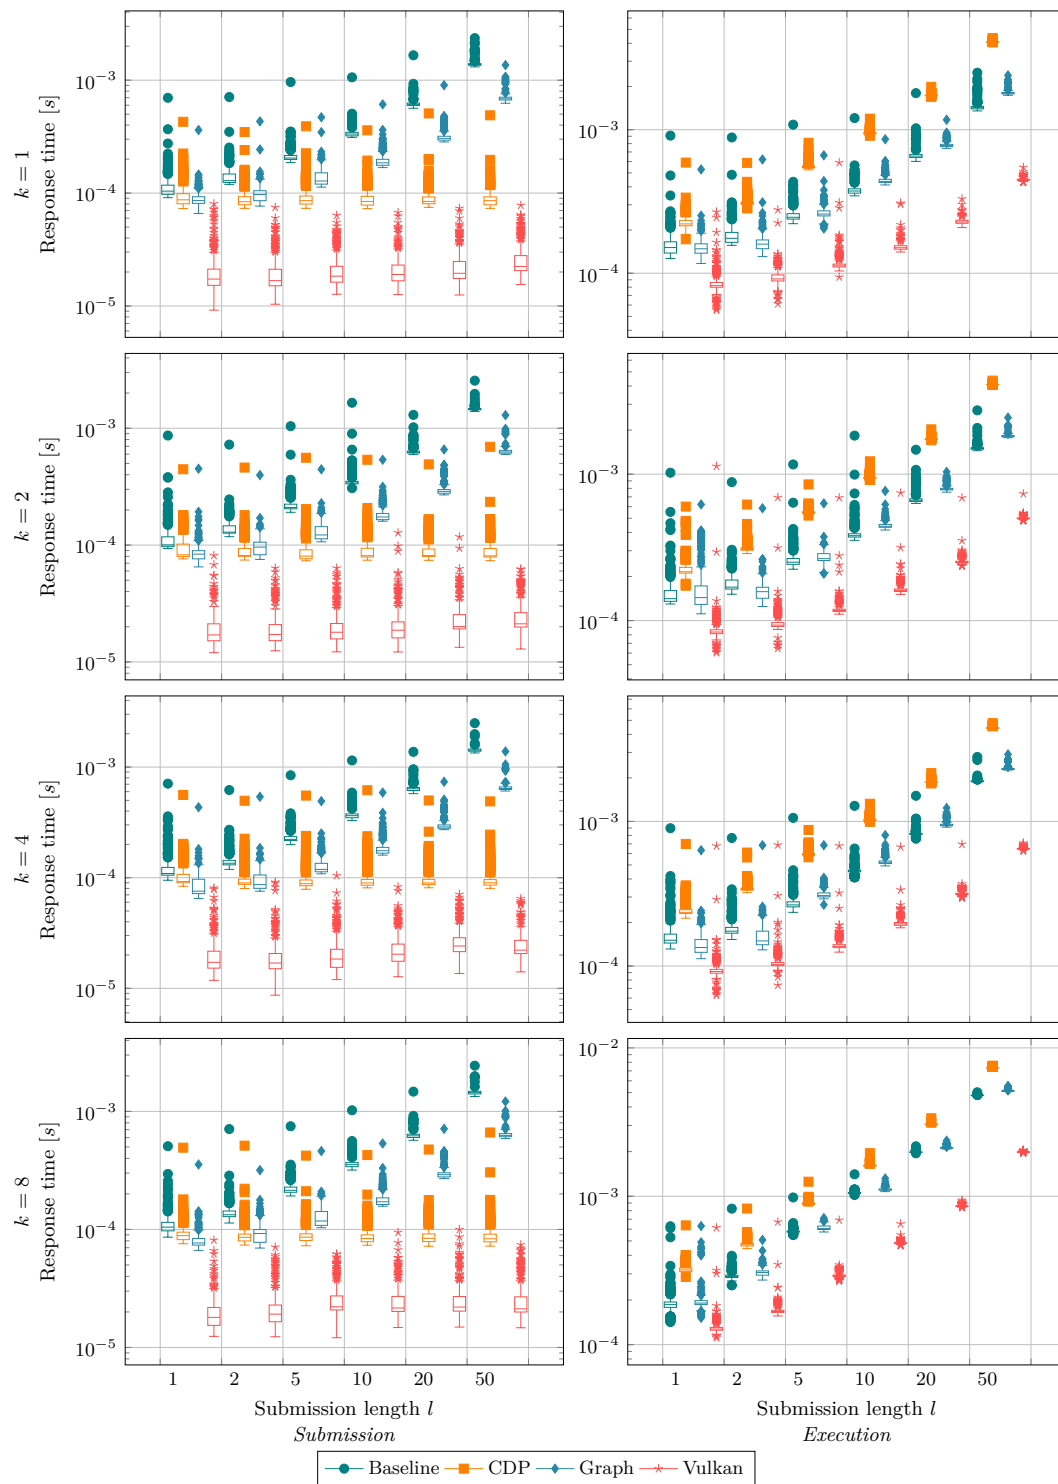 k = 1
Response time [s]
10⁻³
10⁻⁴
10⁻⁵
10⁻³
10⁻⁴
k = 2
Response time [s]
10⁻³
10⁻⁴
10⁻⁵
10⁻³
10⁻⁴
k = 4
Response time [s]
10⁻³
10⁻⁴
10⁻⁵
10⁻³
10⁻⁴
k = 8
Response time [s]
10⁻³
10⁻⁴
10⁻⁵
10⁻²
10⁻³
10⁻⁴
1 2 5 10 20 50
Submission length l
Submission
1 2 5 10 20 50
Submission length l
Execution
Baseline CDP Graph Vulkan